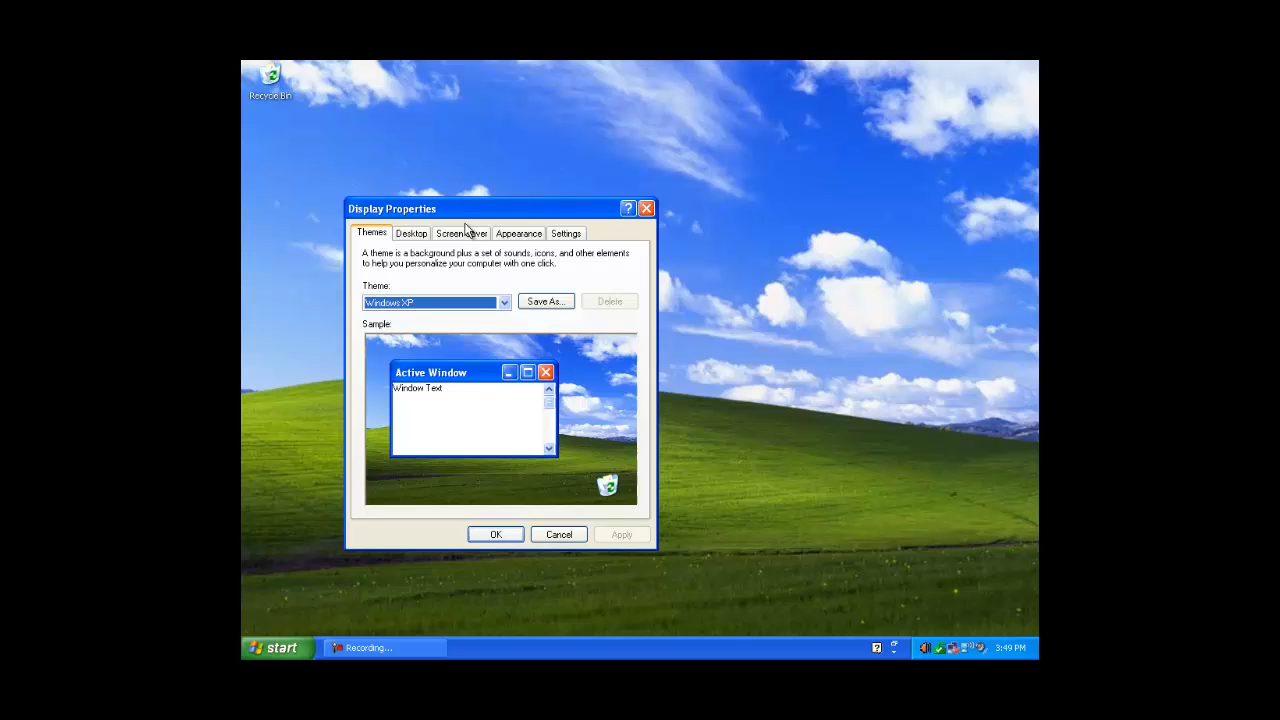 Recycle Bin
Display Properties
Themes Desktop Screen Saver Appearance Settings
A theme is a background plus a set of sounds, icons, and other elements
to help you personalize your computer with one click.
Theme:
Windows XP Save As... Delete
Sample:
Active Window
Window Text
OK Cancel Apply
start Recording... 3:49 PM